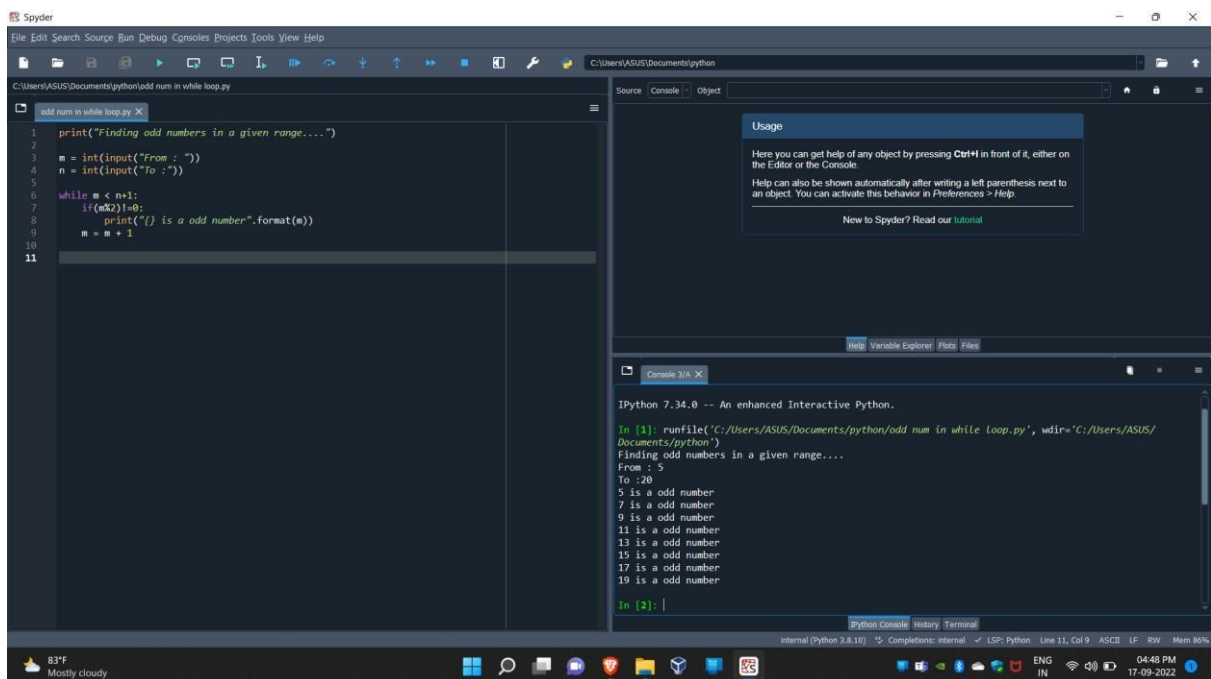 Spyder
File Edit Search Source Run Debug Consoles Projects Tools View Help
C:\Users\ASUS\Documents\python
C:\Users\ASUS\Documents\python\odd num in while loop.py
odd num in while loop.py
1 print("Finding odd numbers in a given range....")
2
3 m = int(input("From : "))
4 n = int(input("To :"))
5
6 while m < n+1:
7     if(m%2)!=0:
8         print("{} is a odd number".format(m))
9     m = m + 1
10
11
Source Console Object
Usage
Here you can get help of any object by pressing Ctrl+I in front of it, either on
the Editor or the Console.
Help can also be shown automatically after writing a left parenthesis next to
an object. You can activate this behavior in Preferences > Help.
New to Spyder? Read our tutorial
Help Variable Explorer Plots Files
Console 3/A
IPython 7.34.0 -- An enhanced Interactive Python.
In [1]: runfile('C:/Users/ASUS/Documents/python/odd num in while loop.py', wdir='C:/Users/ASUS/
Documents/python')
Finding odd numbers in a given range....
From : 5
To :20
5 is a odd number
7 is a odd number
9 is a odd number
11 is a odd number
13 is a odd number
15 is a odd number
17 is a odd number
19 is a odd number
In [2]:
IPython Console History Terminal
internal (Python 3.8.10) Completions: internal LSP: Python Line 11, Col 9 ASCII LF RW Mem 86%
83°F
Mostly cloudy
ENG
IN
04:48 PM
17-09-2022